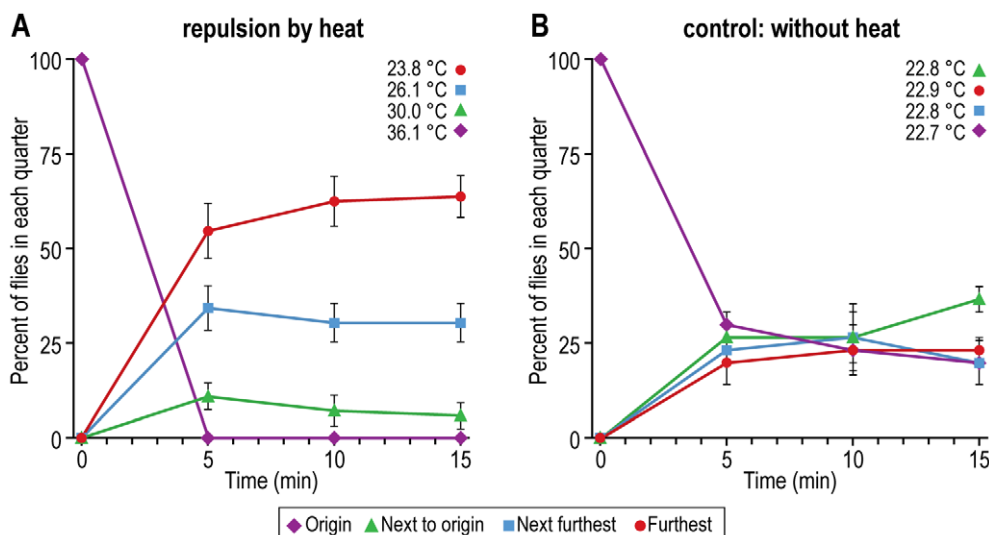 A repulsion by heat
100
75
50
25
0
0 5 10 15
Time (min)
Percent of flies in each quarter
23.8 °C
26.1 °C
30.0 °C
36.1 °C
B control: without heat
100
75
50
25
0
0 5 10 15
Time (min)
Percent of flies in each quarter
22.8 °C
22.9 °C
22.8 °C
22.7 °C
Origin Next to origin Next furthest Furthest